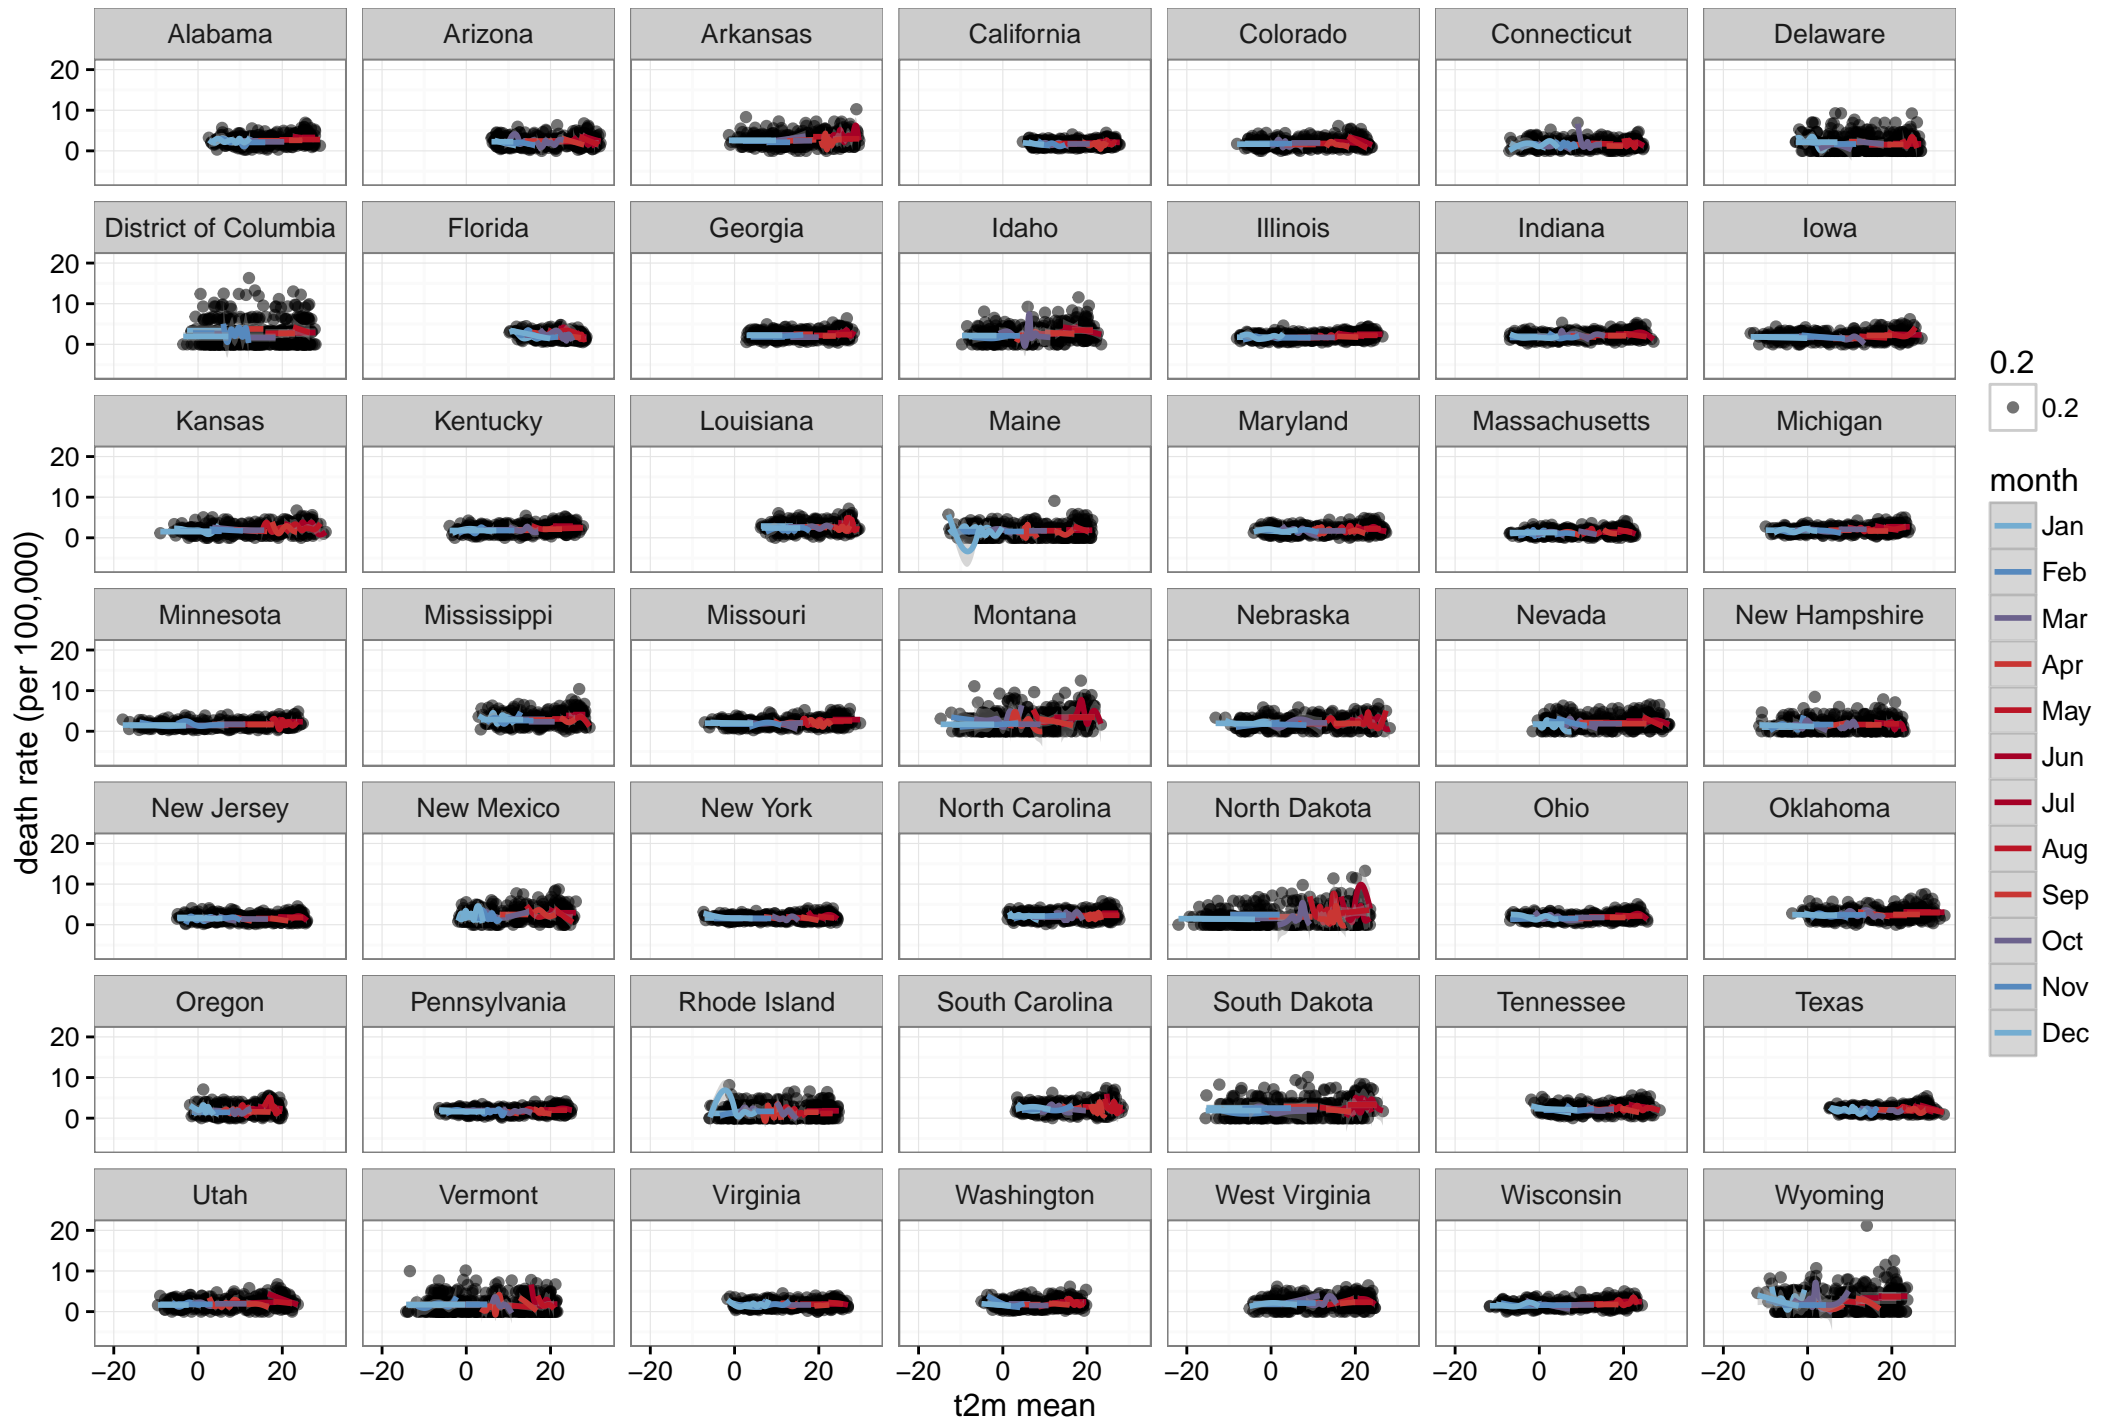 Alabama Arizona Arkansas California Colorado Connecticut Delaware
20
10
0
District of Columbia Florida Georgia Idaho Illinois Indiana Iowa
20
10
0
Kansas Kentucky Louisiana Maine Maryland Massachusetts Michigan
20
10
0
Minnesota Mississippi Missouri Montana Nebraska Nevada New Hampshire
20
10
0
New Jersey New Mexico New York North Carolina North Dakota Ohio Oklahoma
20
10
0
Oregon Pennsylvania Rhode Island South Carolina South Dakota Tennessee Texas
20
10
0
Utah Vermont Virginia Washington West Virginia Wisconsin Wyoming
20
10
0
−20 0 20 −20 0 20 −20 0 20 −20 0 20 −20 0 20 −20 0 20 −20 0 20
t2m mean
death rate (per 100,000)
0.2
0.2
month
Jan
Feb
Mar
Apr
May
Jun
Jul
Aug
Sep
Oct
Nov
Dec